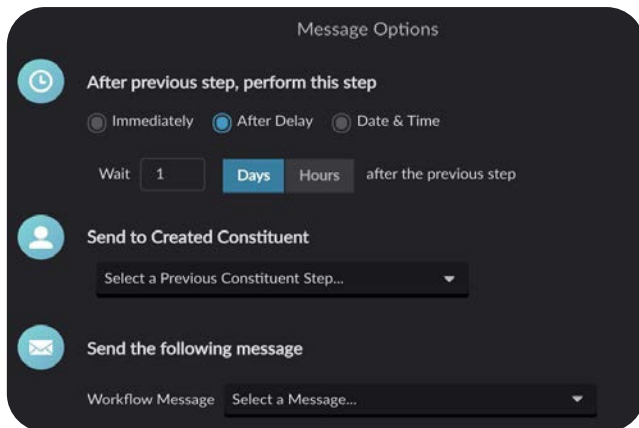 Message Options
After previous step, perform this step
Immediately After Delay Date & Time
Wait 1 Days Hours after the previous step
Send to Created Constituent
Select a Previous Constituent Step...
Send the following message
Workflow Message Select a Message...